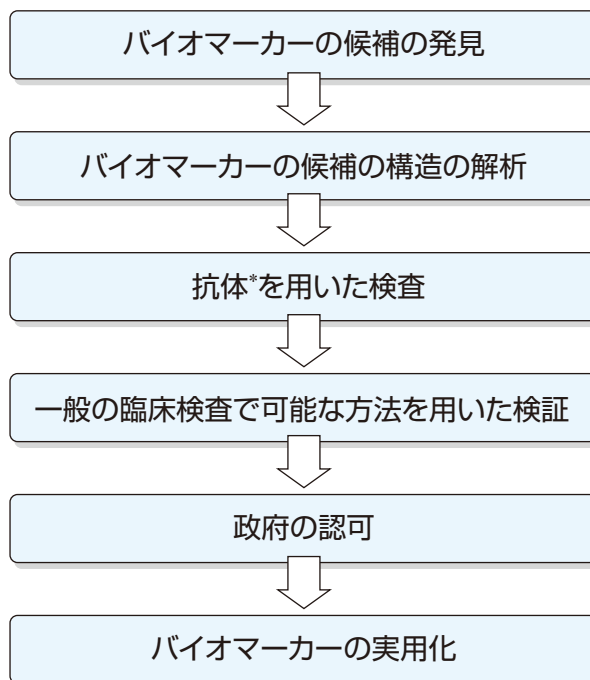 バイオマーカーの候補の発見
バイオマーカーの候補の構造の解析
抗体*を用いた検査
一般の臨床検査で可能な方法を用いた検証
政府の認可
バイオマーカーの実用化